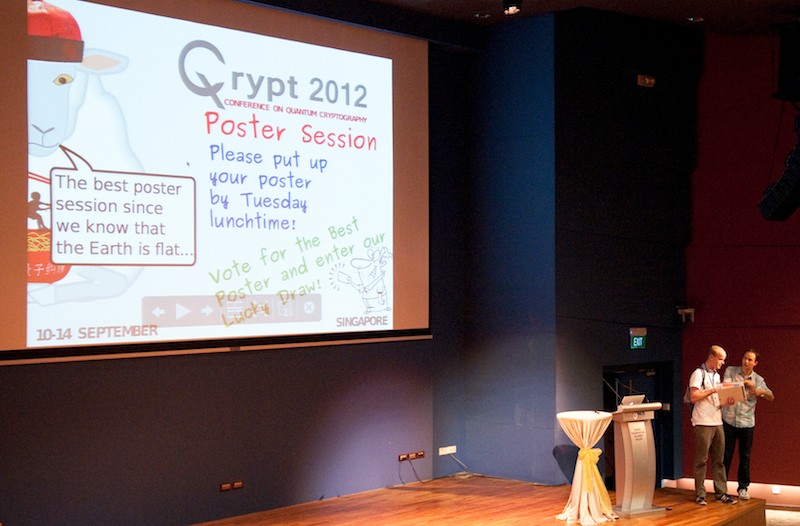 Qcrypt 2012
CONFERENCE ON QUANTUM CRYPTOGRAPHY
Poster Session
Please put up
your poster
by Tuesday
lunchtime!
The best poster
session since
we know that
the Earth is flat...
Vote for the Best
Poster and enter our
Lucky Draw!
10-14 SEPTEMBER
SINGAPORE
EXIT